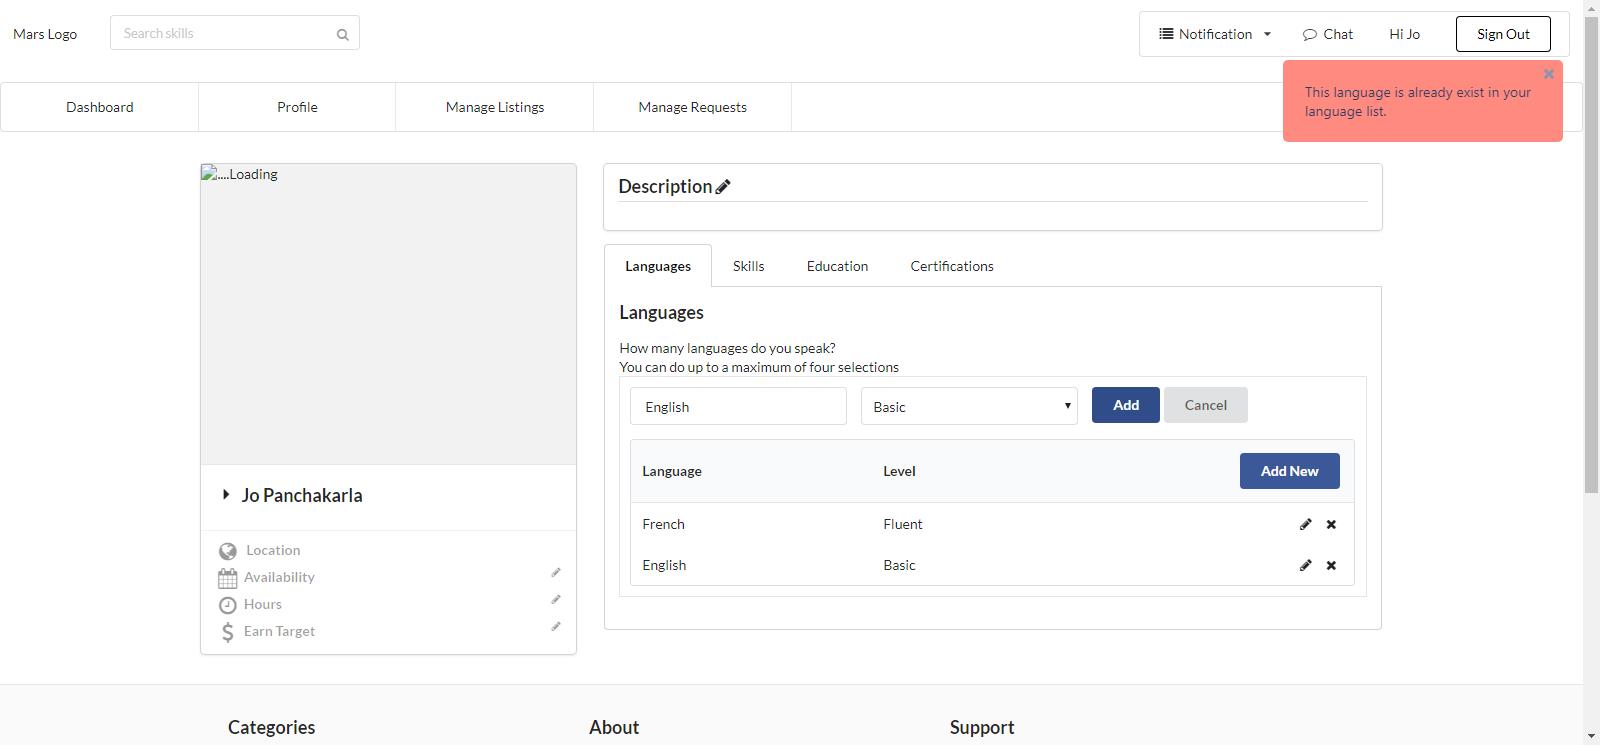 Mars Logo
Search skills
Notification
Chat
Hi Jo
Sign Out
This language is already exist in your
language list.
Dashboard
Profile
Manage Listings
Manage Requests
....Loading
Jo Panchakarla
Location
Availability
Hours
Earn Target
Description
Languages
Skills
Education
Certifications
Languages
How many languages do you speak?
You can do up to a maximum of four selections
English
Basic
Add
Cancel
Language
Level
Add New
French
Fluent
English
Basic
Categories
About
Support